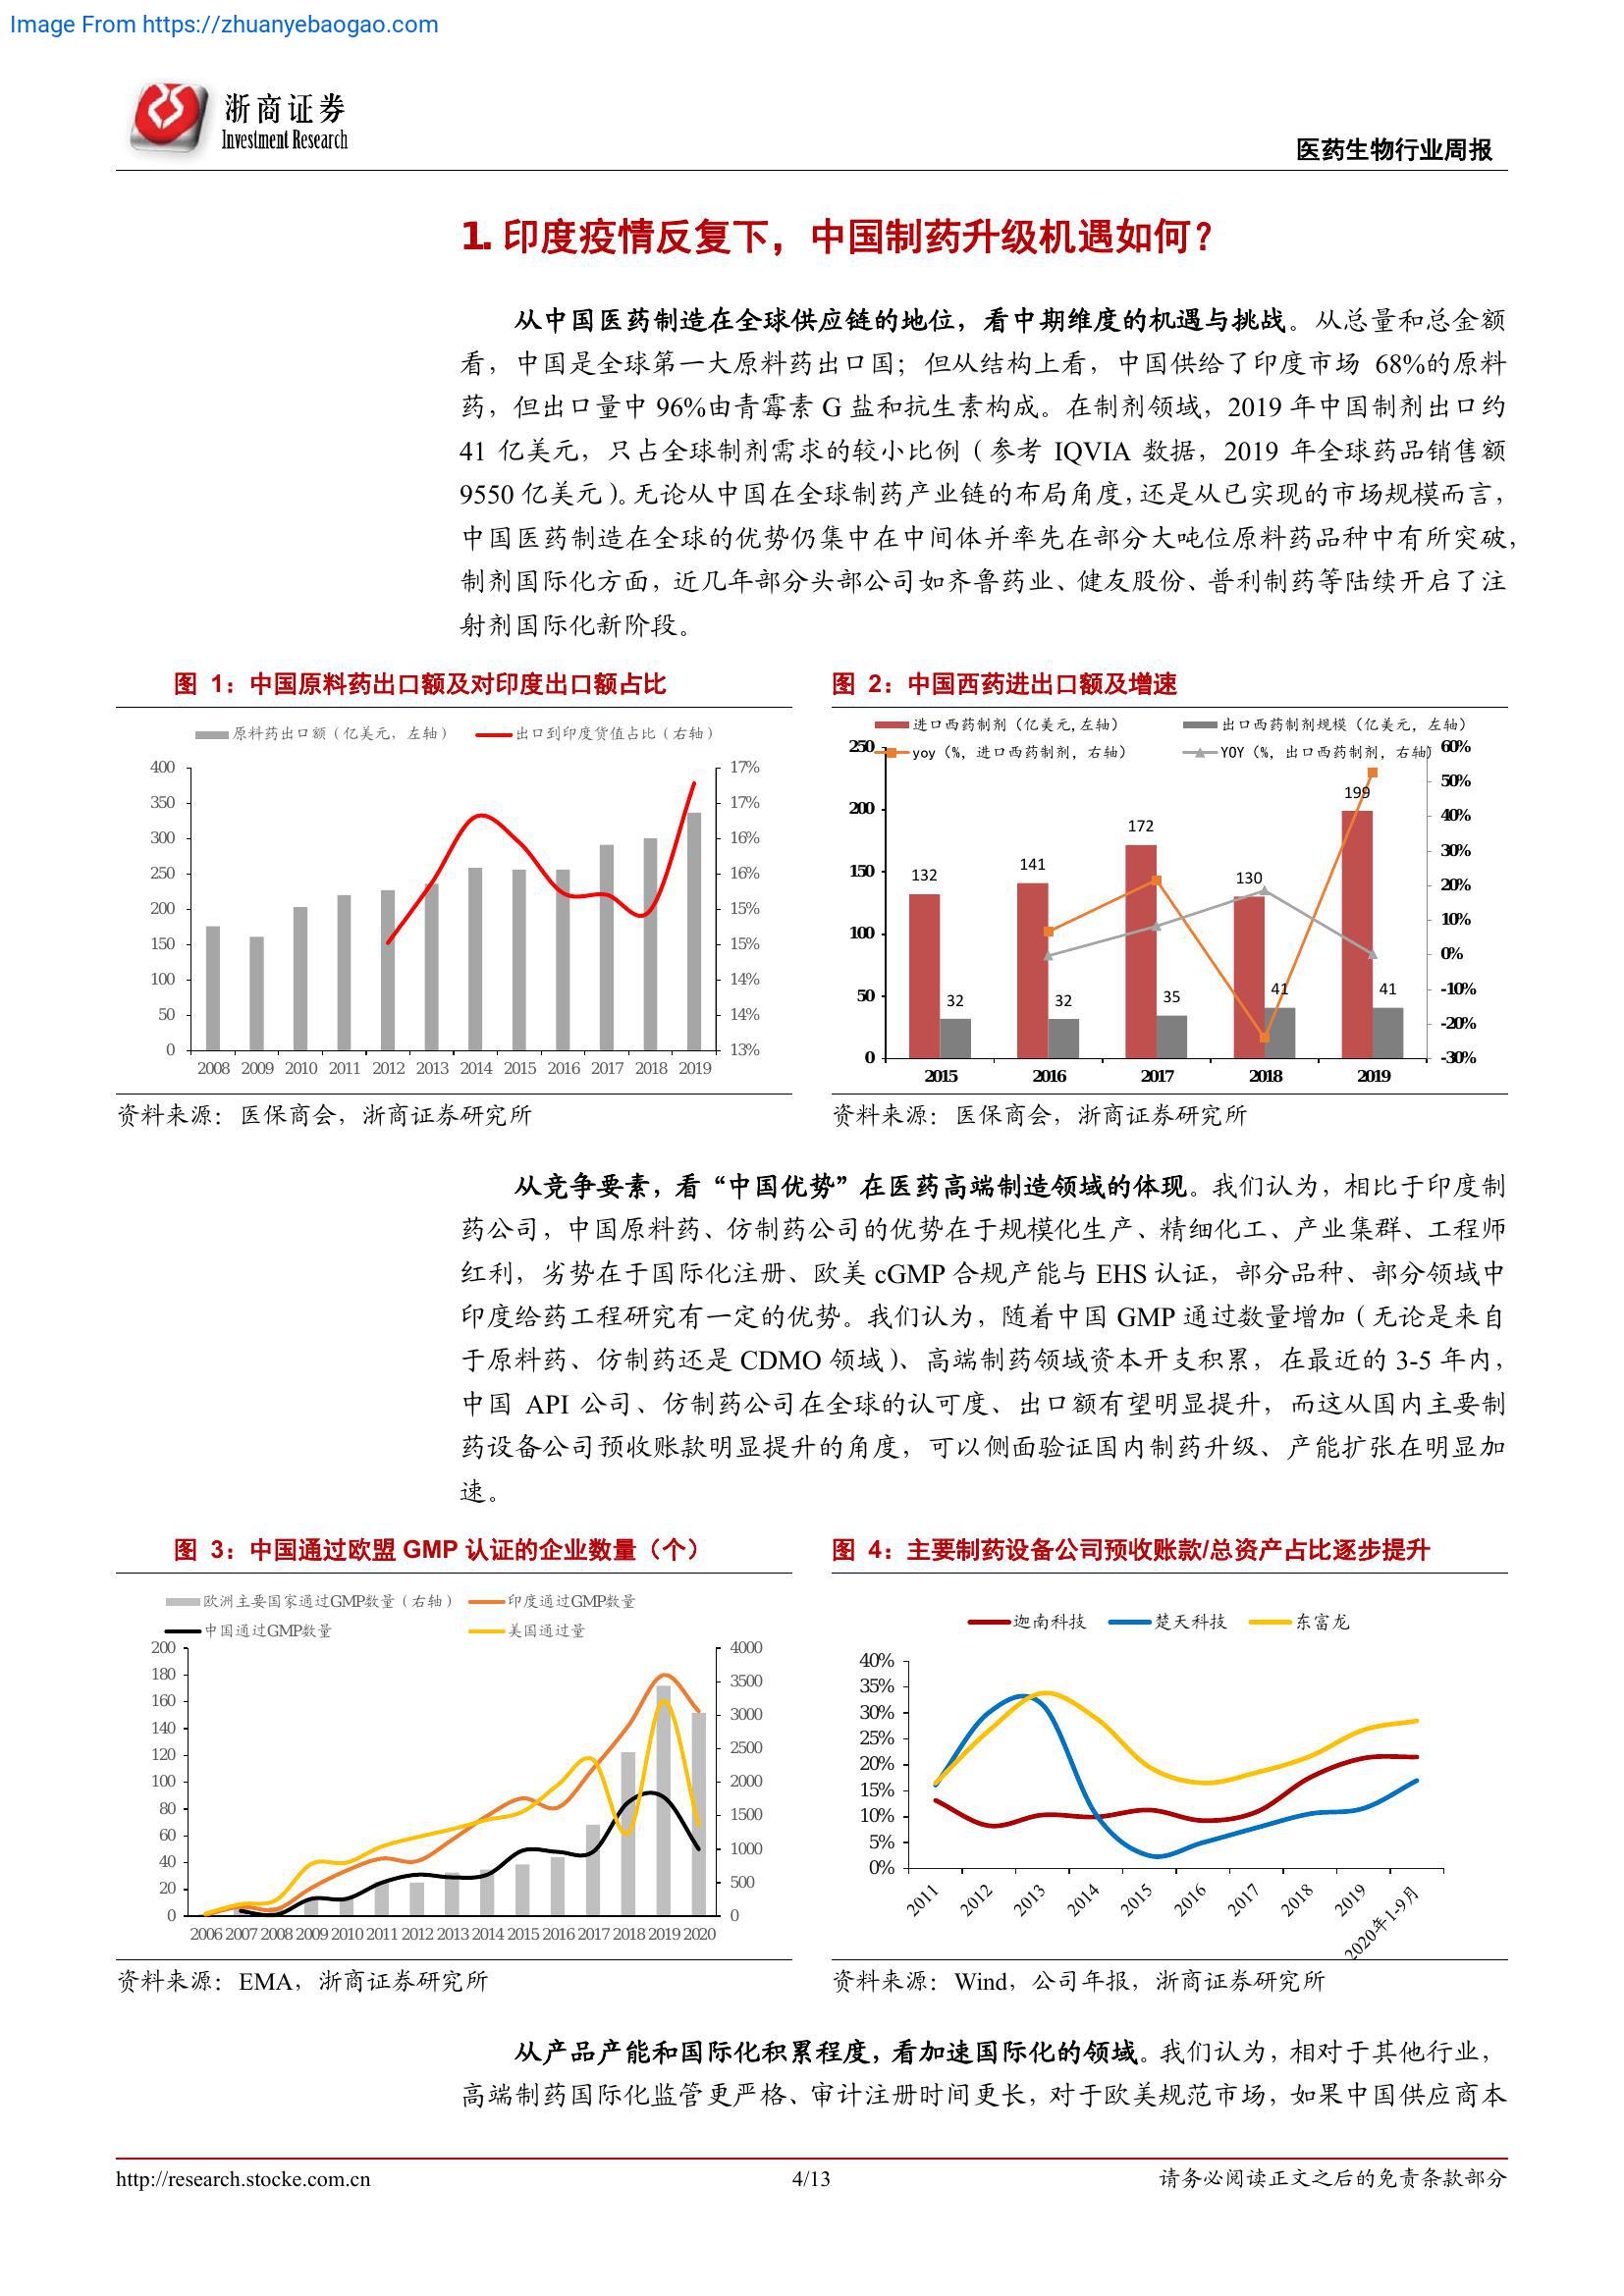 Image From https://zhuanyebaogao.com
浙商证券
Investment Research
医药生物行业周报
1. 印度疫情反复下，中国制药升级机遇如何？
从中国医药制造在全球供应链的地位，看中期维度的机遇与挑战。从总量和总金额
看，中国是全球第一大原料药出口国；但从结构上看，中国供给了印度市场 68%的原料
药，但出口量中 96%由青霉素 G 盐和抗生素构成。在制剂领域，2019 年中国制剂出口约
41 亿美元，只占全球制剂需求的较小比例（参考 IQVIA 数据，2019 年全球药品销售额
9550 亿美元）。无论从中国在全球制药产业链的布局角度，还是从已实现的市场规模而言，
中国医药制造在全球的优势仍集中在中间体并率先在部分大吨位原料药品种中有所突破，
制剂国际化方面，近几年部分头部公司如齐鲁药业、健友股份、普利制药等陆续开启了注
射剂国际化新阶段。
图 1：中国原料药出口额及对印度出口额占比
原料药出口额（亿美元，左轴） 出口到印度货值占比（右轴）
400 17%
350 17%
300 16%
250 16%
200 15%
150 15%
100 14%
50 14%
0 13%
2008 2009 2010 2011 2012 2013 2014 2015 2016 2017 2018 2019
资料来源：医保商会，浙商证券研究所
图 2：中国西药进出口额及增速
进口西药制剂（亿美元,左轴） 出口西药制剂规模（亿美元，左轴）
yoy（%，进口西药制剂，右轴） YOY（%，出口西药制剂，右轴）
250 60%
50%
200 40%
30%
150 20%
10%
100 0%
-10%
50 -20%
0 -30%
132 141 172 130 199
32 32 35 41 41
2015 2016 2017 2018 2019
资料来源：医保商会，浙商证券研究所
从竞争要素，看“中国优势”在医药高端制造领域的体现。我们认为，相比于印度制
药公司，中国原料药、仿制药公司的优势在于规模化生产、精细化工、产业集群、工程师
红利，劣势在于国际化注册、欧美 cGMP 合规产能与 EHS 认证，部分品种、部分领域中
印度给药工程研究有一定的优势。我们认为，随着中国 GMP 通过数量增加（无论是来自
于原料药、仿制药还是 CDMO 领域）、高端制药领域资本开支积累，在最近的 3-5 年内，
中国 API 公司、仿制药公司在全球的认可度、出口额有望明显提升，而这从国内主要制
药设备公司预收账款明显提升的角度，可以侧面验证国内制药升级、产能扩张在明显加
速。
图 3：中国通过欧盟 GMP 认证的企业数量（个）
欧洲主要国家通过GMP数量（右轴） 印度通过GMP数量
中国通过GMP数量 美国通过量
200 4000
180 3500
160 3000
140 2500
120 2000
100 1500
80 1000
60 500
40 0
20
0
2006 2007 2008 2009 2010 2011 2012 2013 2014 2015 2016 2017 2018 2019 2020
资料来源：EMA，浙商证券研究所
图 4：主要制药设备公司预收账款/总资产占比逐步提升
迦南科技 楚天科技 东富龙
40%
35%
30%
25%
20%
15%
10%
5%
0%
2011 2012 2013 2014 2015 2016 2017 2018 2019 2020年1-9月
资料来源：Wind，公司年报，浙商证券研究所
从产品产能和国际化积累程度，看加速国际化的领域。我们认为，相对于其他行业，
高端制药国际化监管更严格、审计注册时间更长，对于欧美规范市场，如果中国供应商本
http://research.stocke.com.cn
4/13
请务必阅读正文之后的免责条款部分